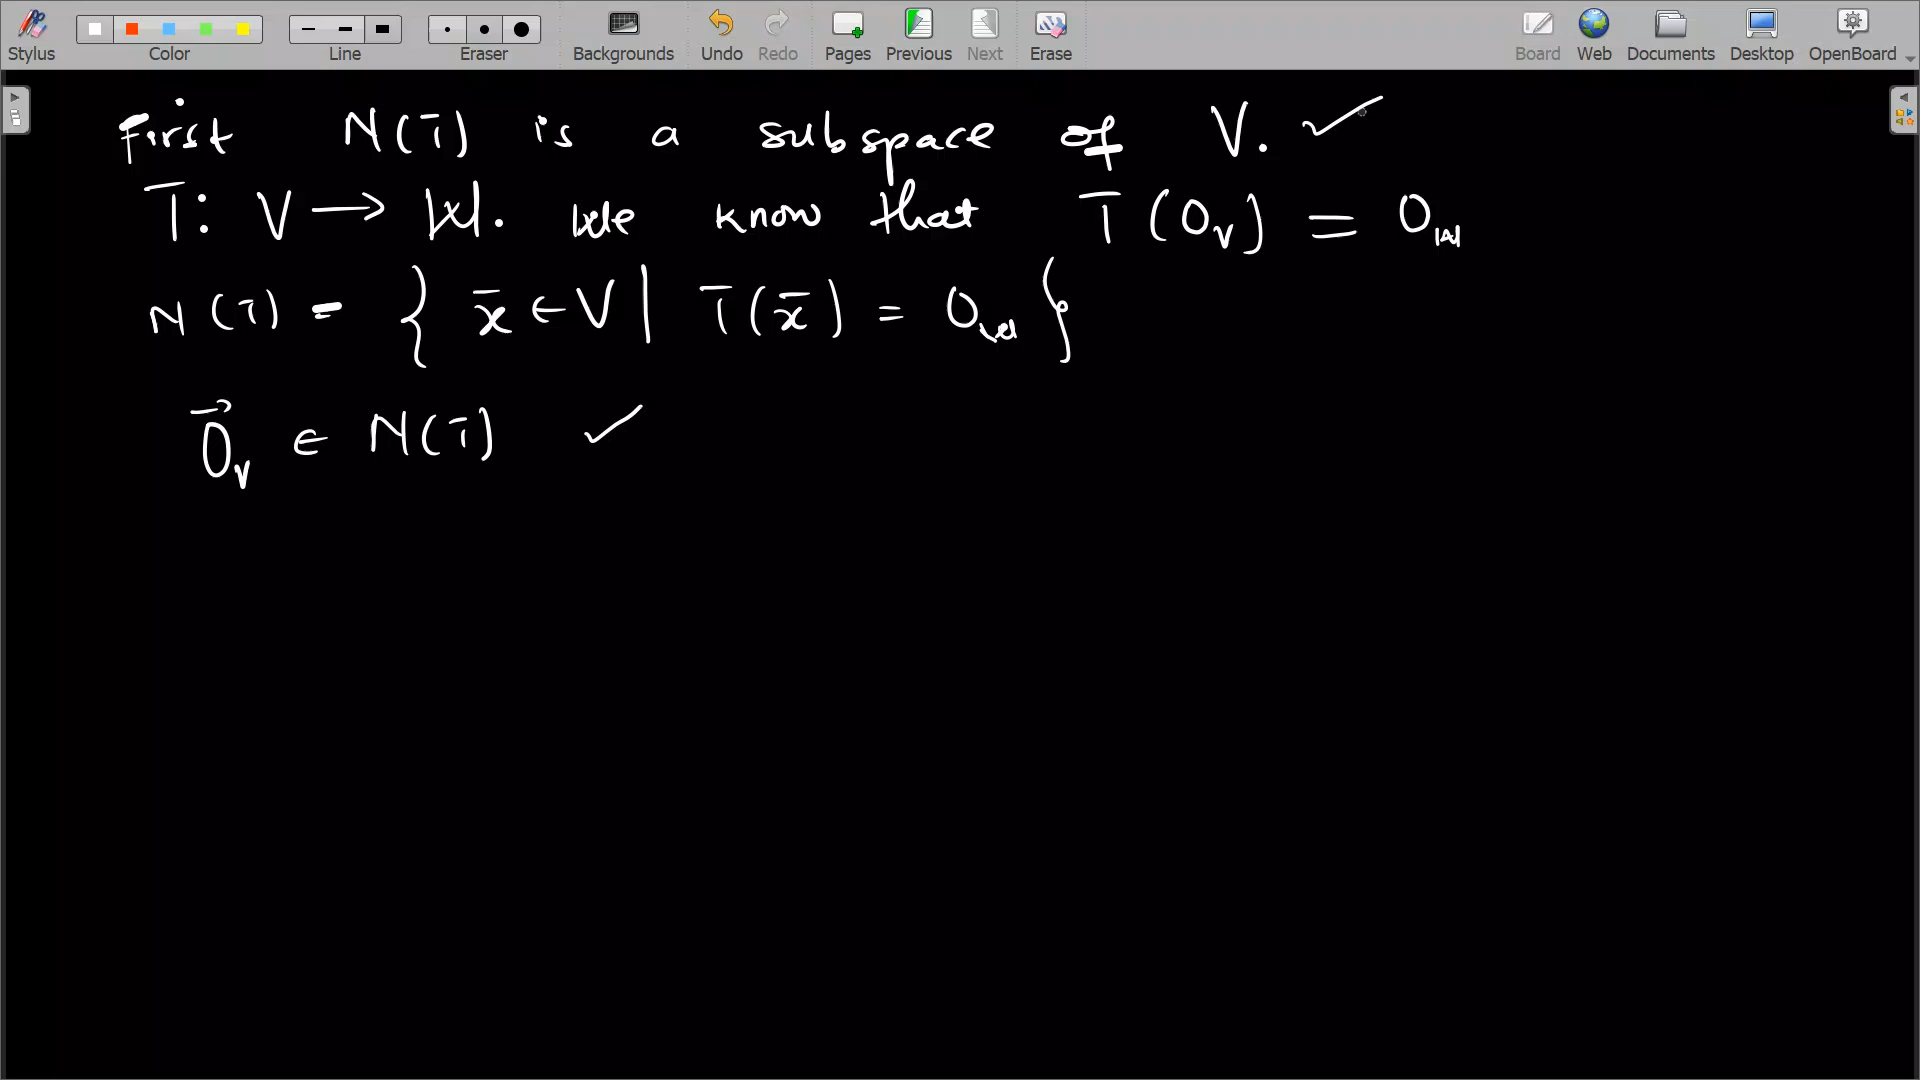 Stylus Color Line Eraser Backgrounds Undo Redo Pages Previous Next Erase Board Web Documents Desktop OpenBoard
First N(T) is a subspace of V. ✓
T: V → W. We know that T(0_V) = 0_W
N(T) = { x̄ ∈ V | T(x̄) = 0_W }
0⃗_V ∈ N(T) ✓